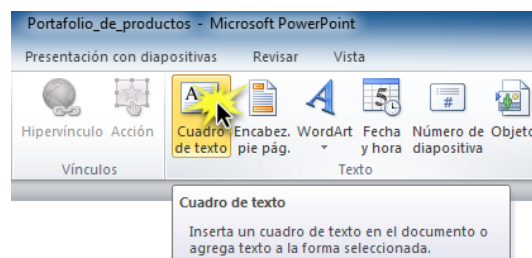 Portafolio_de_productos - Microsoft PowerPoint
Presentación con diapositivas Revisar Vista
Hipervínculo Acción Cuadro de texto Encabez. pie pág. WordArt Fecha y hora Número de diapositiva Objeto
Vínculos Texto
Cuadro de texto
Inserta un cuadro de texto en el documento o
agrega texto a la forma seleccionada.